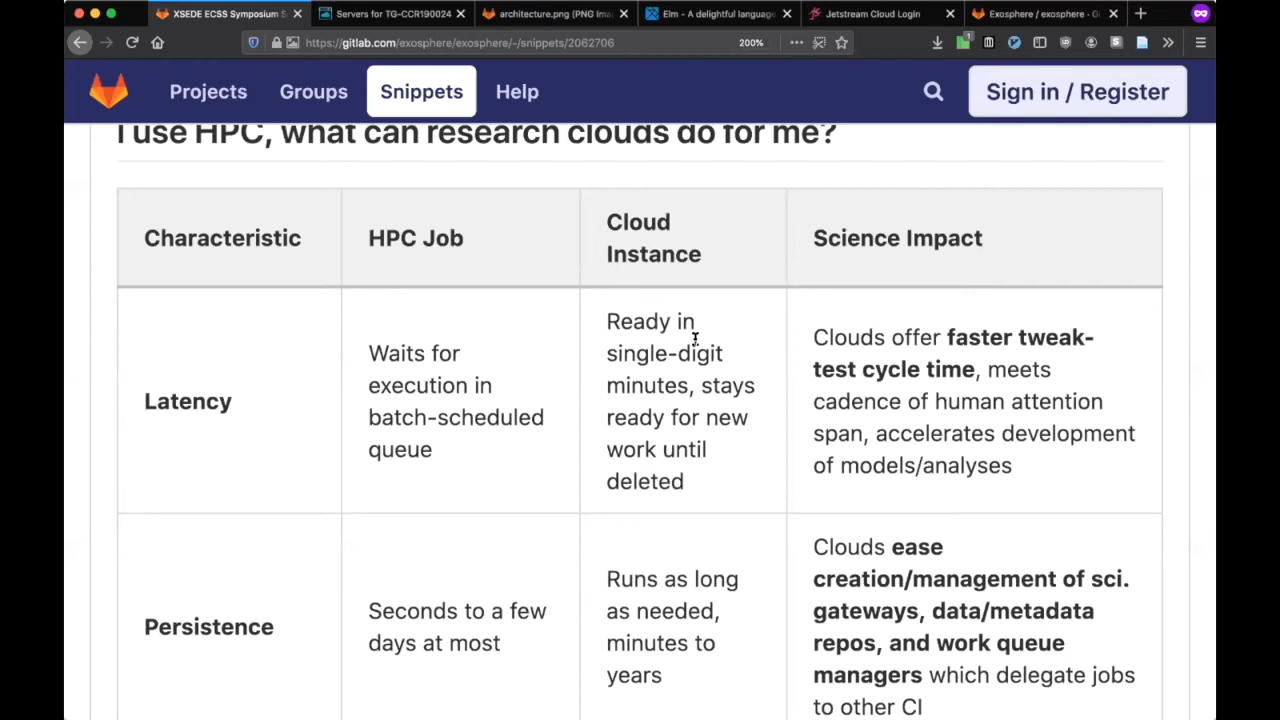 XSEDE ECSS Symposium S
Servers for TG-CCR190024
architecture.png (PNG Ima
Elm - A delightful language
Jetstream Cloud Login
Exosphere / exosphere · G
https://gitlab.com/exosphere/exosphere/-/snippets/2062706
200%
1
Projects
Groups
Snippets
Help
Sign in / Register
I use HPC, what can research clouds do for me?
Characteristic
HPC Job
Cloud
Instance
Science Impact
Latency
Waits for
execution in
batch-scheduled
queue
Ready in
single-digit
minutes, stays
ready for new
work until
deleted
Clouds offer faster tweak-
test cycle time, meets
cadence of human attention
span, accelerates development
of models/analyses
Persistence
Seconds to a few
days at most
Runs as long
as needed,
minutes to
years
Clouds ease
creation/management of sci.
gateways, data/metadata
repos, and work queue
managers which delegate jobs
to other CI